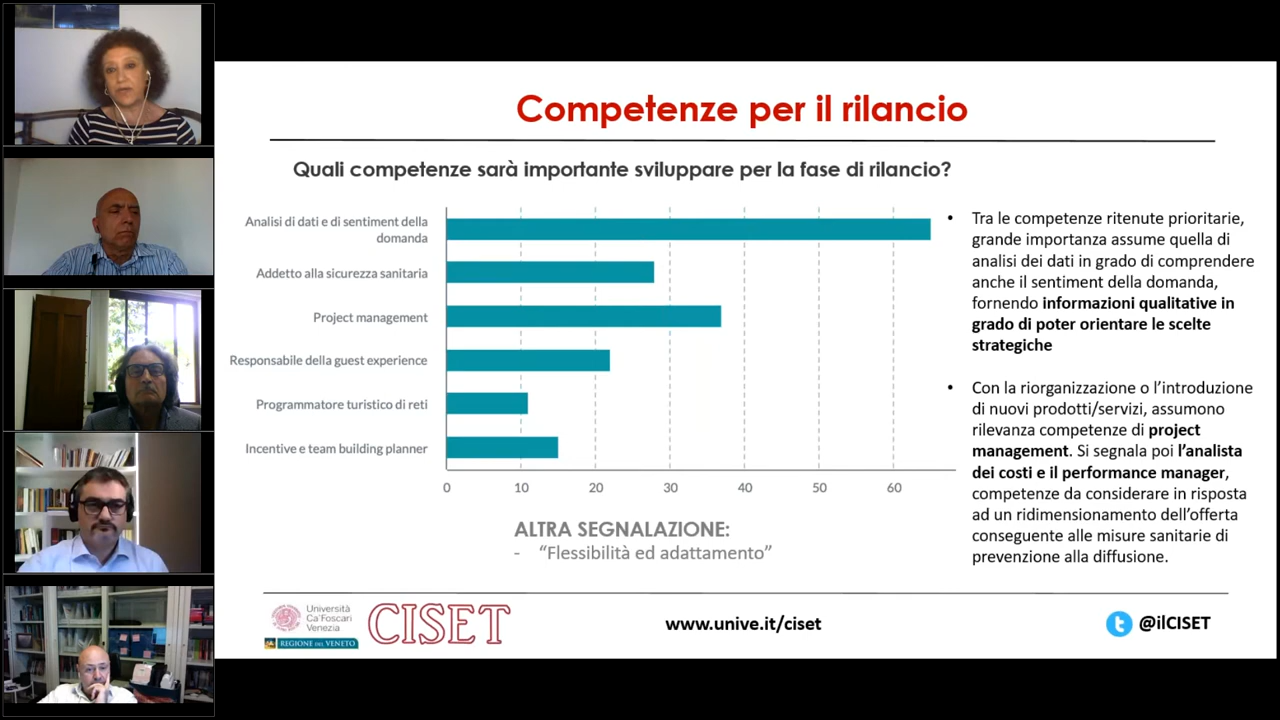 Competenze per il rilancio
Quali competenze sarà importante sviluppare per la fase di rilancio?
Analisi di dati e di sentiment della
domanda
Addetto alla sicurezza sanitaria
Project management
Responsabile della guest experience
Programmatore turistico di reti
Incentive e team building planner
0 10 20 30 40 50 60
ALTRA SEGNALAZIONE:
- “Flessibilità ed adattamento”
• Tra le competenze ritenute prioritarie,
grande importanza assume quella di
analisi dei dati in grado di comprendere
anche il sentiment della domanda,
fornendo informazioni qualitative in
grado di poter orientare le scelte
strategiche
• Con la riorganizzazione o l’introduzione
di nuovi prodotti/servizi, assumono
rilevanza competenze di project
management. Si segnala poi l’analista
dei costi e il performance manager,
competenze da considerare in risposta
ad un ridimensionamento dell’offerta
conseguente alle misure sanitarie di
prevenzione alla diffusione.
Università
Ca'Foscari
Venezia
REGIONE DEL VENETO
CISET
www.unive.it/ciset
@ilCISET